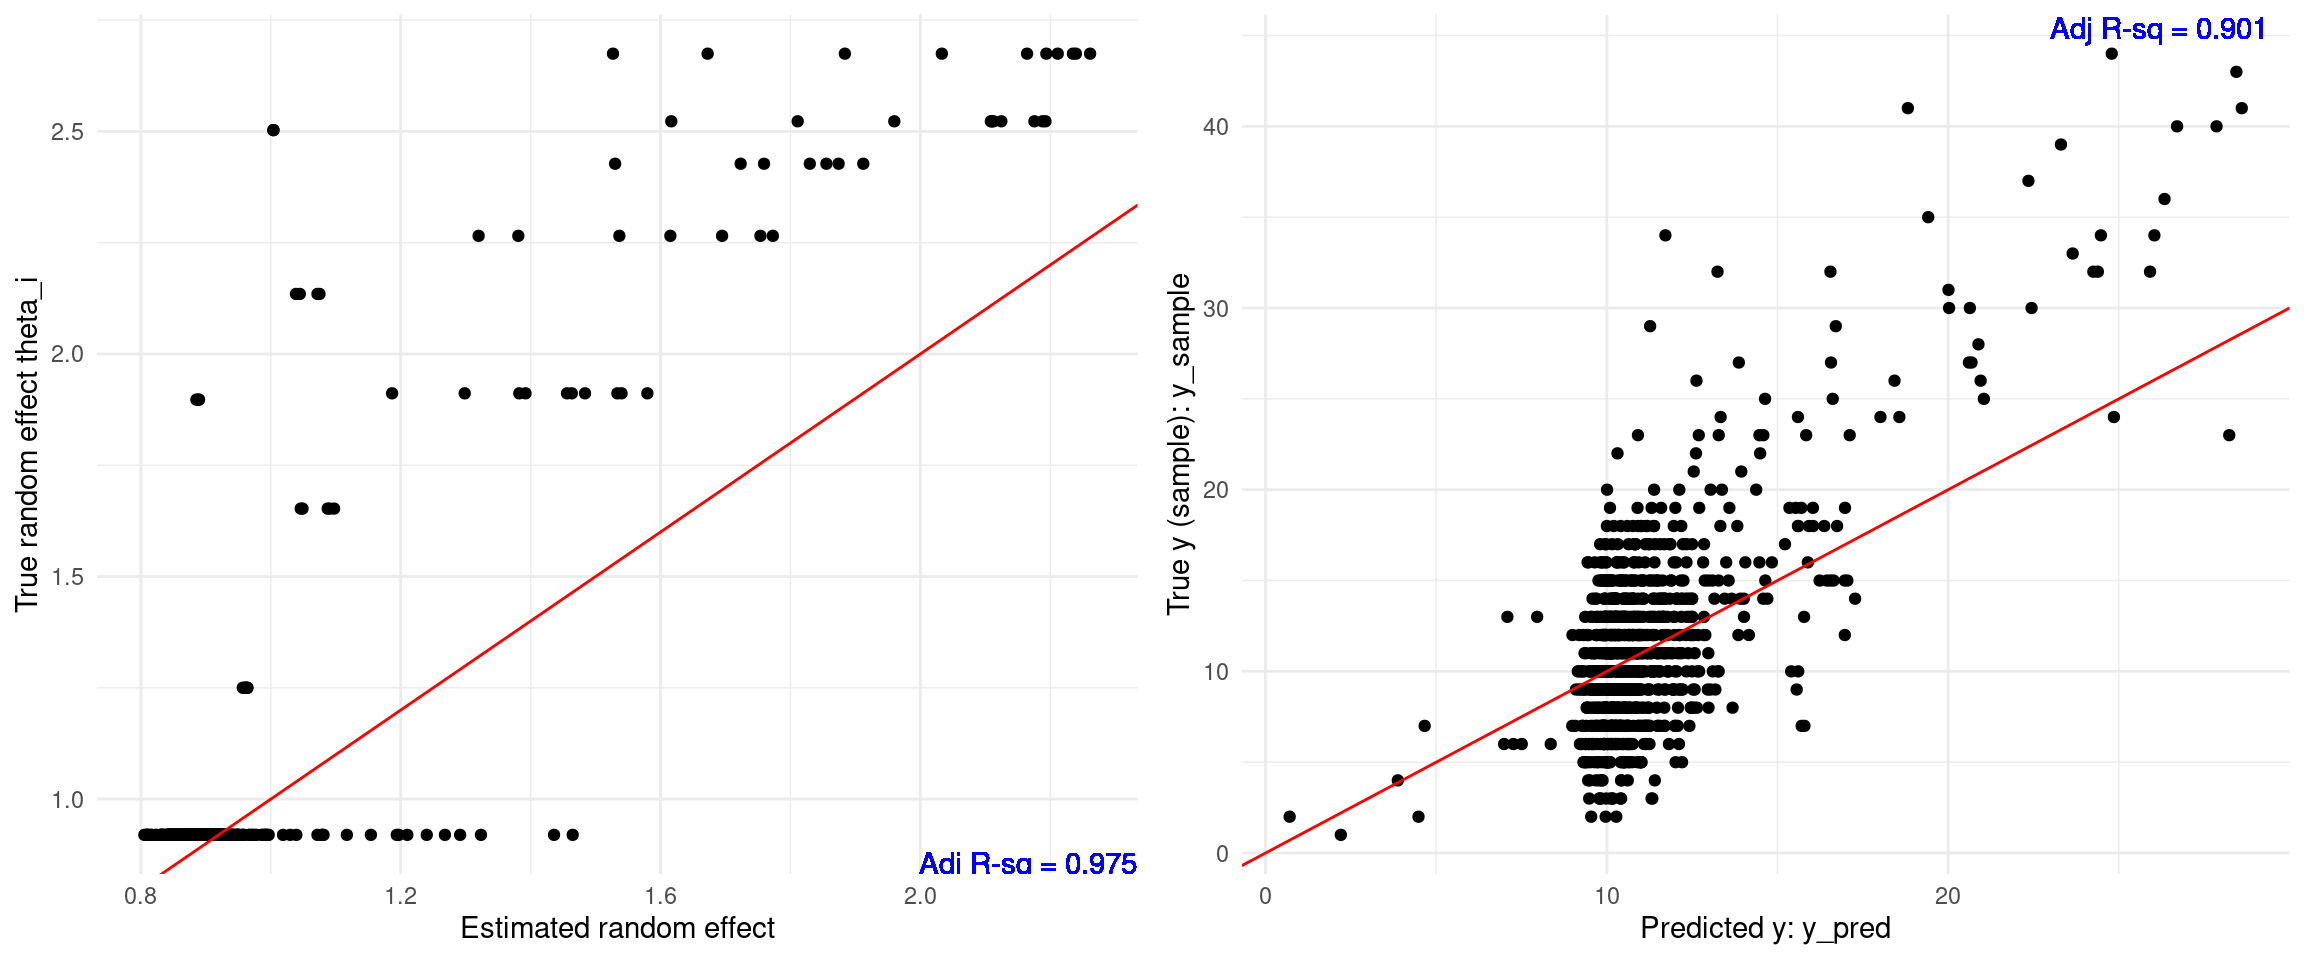 True random effect theta_i
2.5
2.0
1.5
1.0
0.8
1.2
1.6
2.0
Estimated random effect
Adj R-sq = 0.975
True y (sample): y_sample
40
30
20
10
0
0
10
20
Predicted y: y_pred
Adj R-sq = 0.901